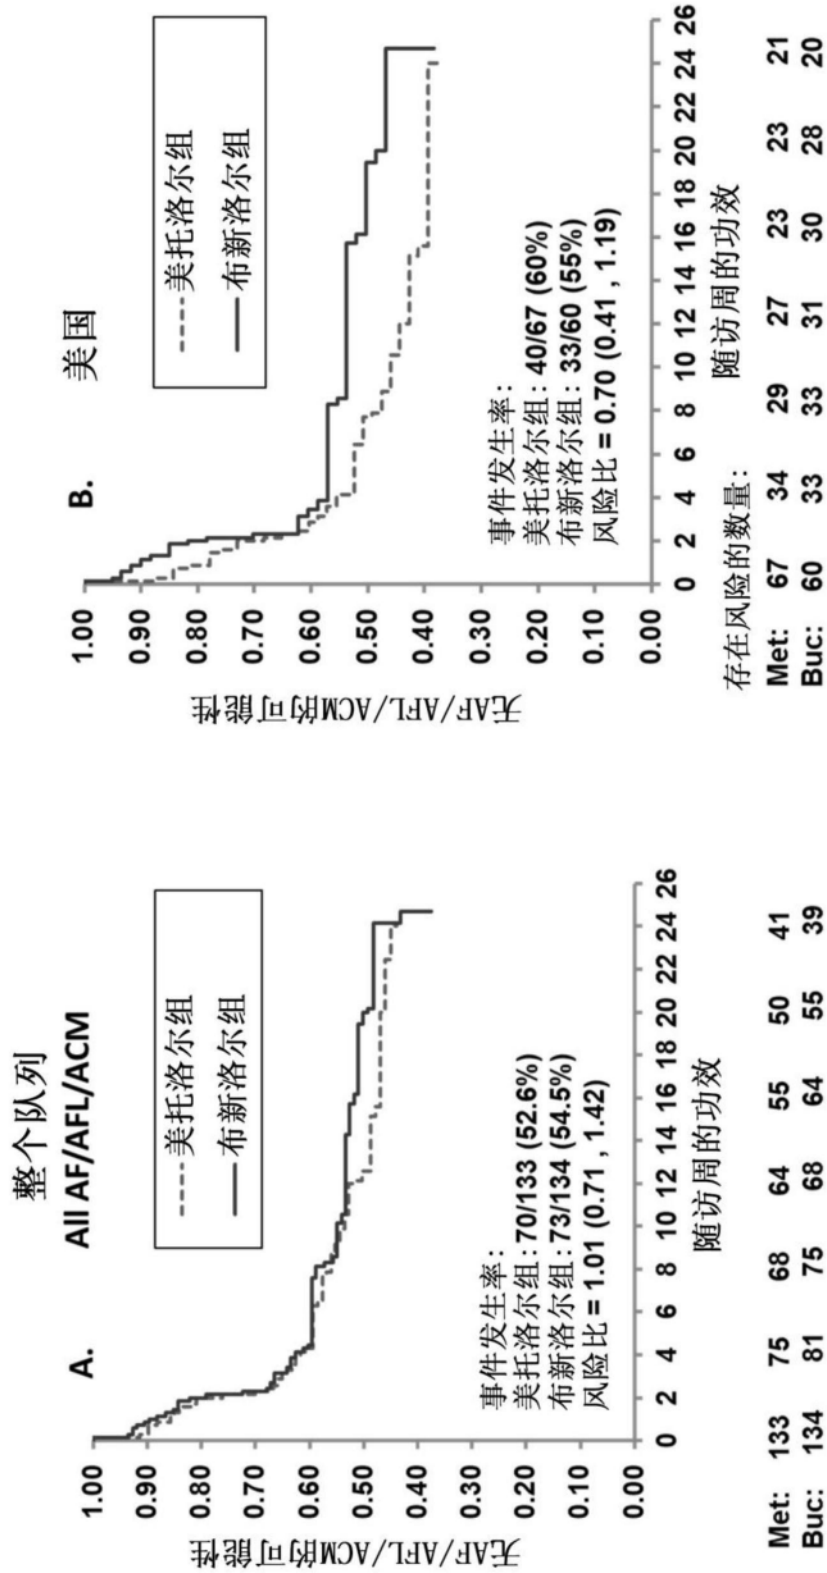 整个队列
All AF/AFL/ACM
A.
美托洛尔组
布新洛尔组
无AF/AFL/ACM的可能性
1.00
0.90
0.80
0.70
0.60
0.50
0.40
0.30
0.20
0.10
0.00
事件发生率:
美托洛尔组: 70/133 (52.6%)
布新洛尔组: 73/134 (54.5%)
风险比 = 1.01 (0.71 , 1.42)
0 2 4 6 8 10 12 14 16 18 20 22 24 26
随访周的功效
Met: 133 75 68 64 55 50 41
Buc: 134 81 75 68 64 55 39
B. 美国
美托洛尔组
布新洛尔组
无AF/AFL/ACM的可能性
1.00
0.90
0.80
0.70
0.60
0.50
0.40
0.30
0.20
0.10
0.00
事件发生率:
美托洛尔组: 40/67 (60%)
布新洛尔组: 33/60 (55%)
风险比 = 0.70 (0.41 , 1.19)
0 2 4 6 8 10 12 14 16 18 20 22 24 26
随访周的功效
存在风险的数量:
Met: 67 34 29 27 23 23 21
Buc: 60 33 33 31 30 28 20